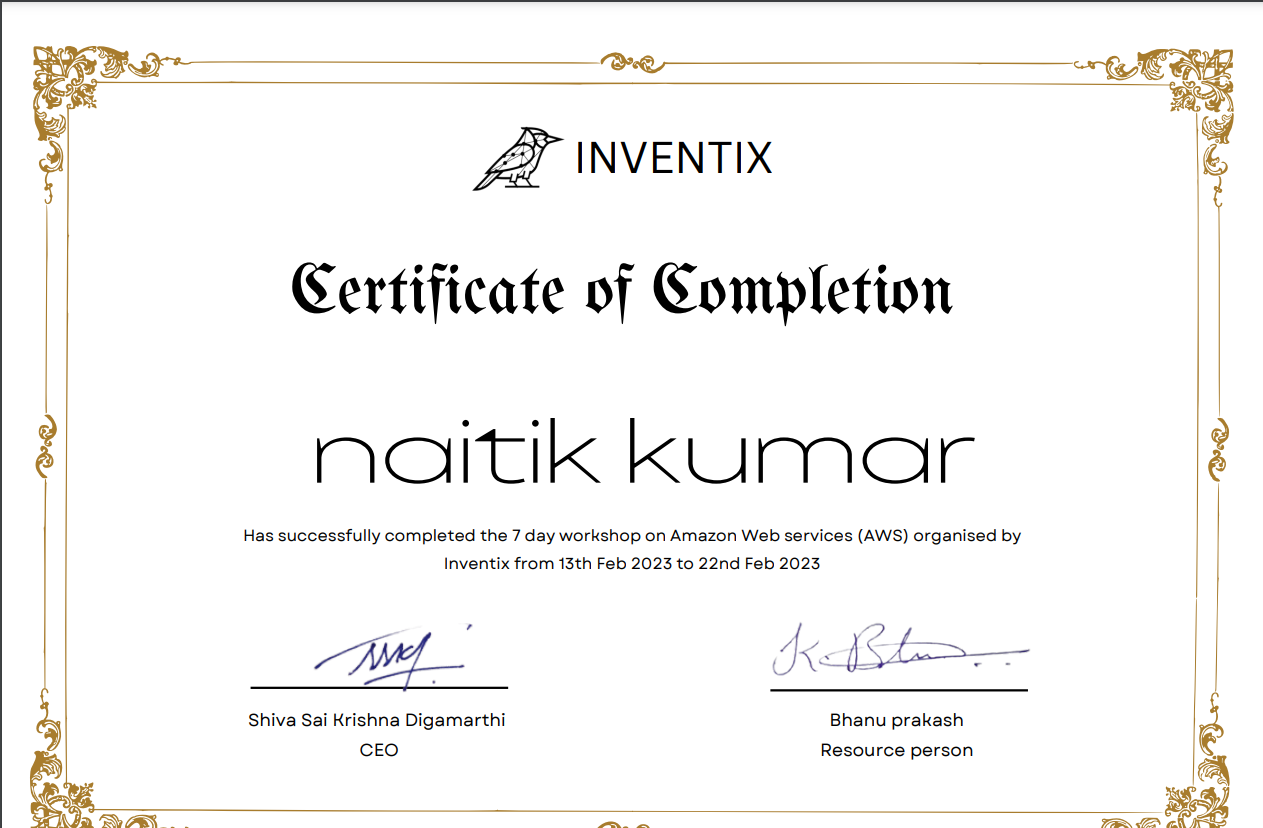 INVENTIX
Certificate of Completion
naitik kumar
Has successfully completed the 7 day workshop on Amazon Web services (AWS) organised by
Inventix from 13th Feb 2023 to 22nd Feb 2023
Shiva Sai Krishna Digamarthi
CEO
Bhanu prakash
Resource person